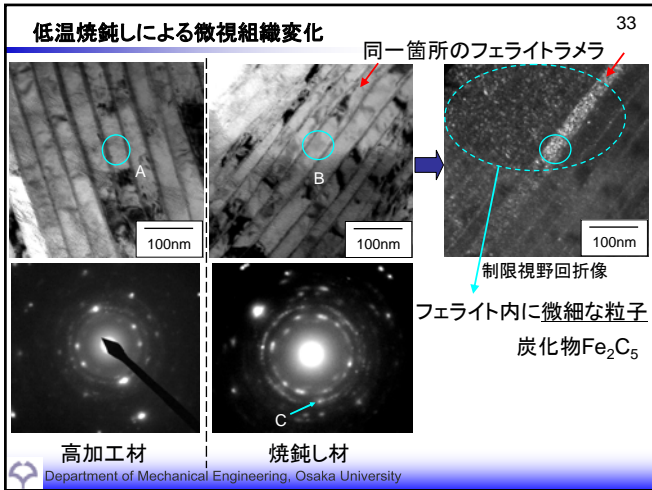 低温焼鈍しによる微視組織変化
33
同一箇所のフェライトラメラ
A
B
100nm
100nm
100nm
制限視野回折像
フェライト内に微細な粒子
炭化物Fe₂C₅
C
高加工材
焼鈍し材
Department of Mechanical Engineering, Osaka University